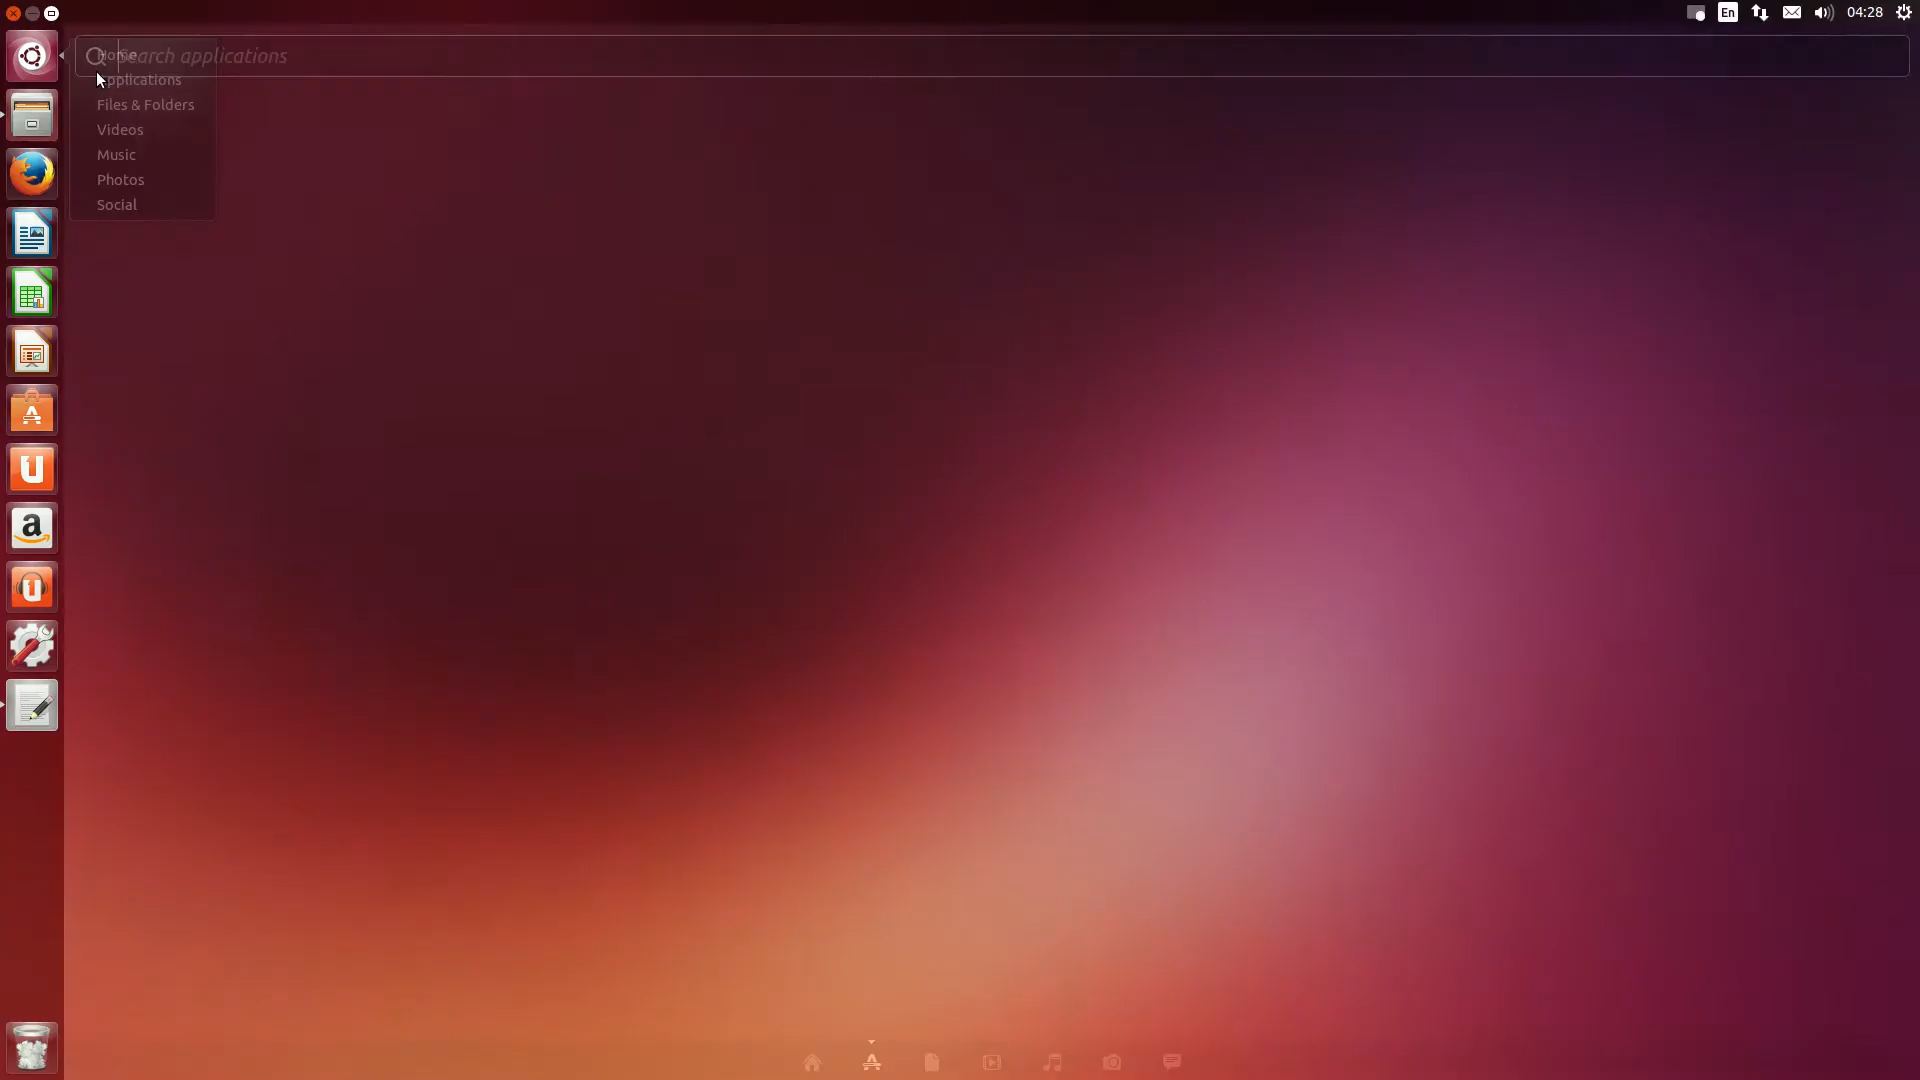 En
04:28
Search applications
Home
Applications
Files & Folders
Videos
Music
Photos
Social